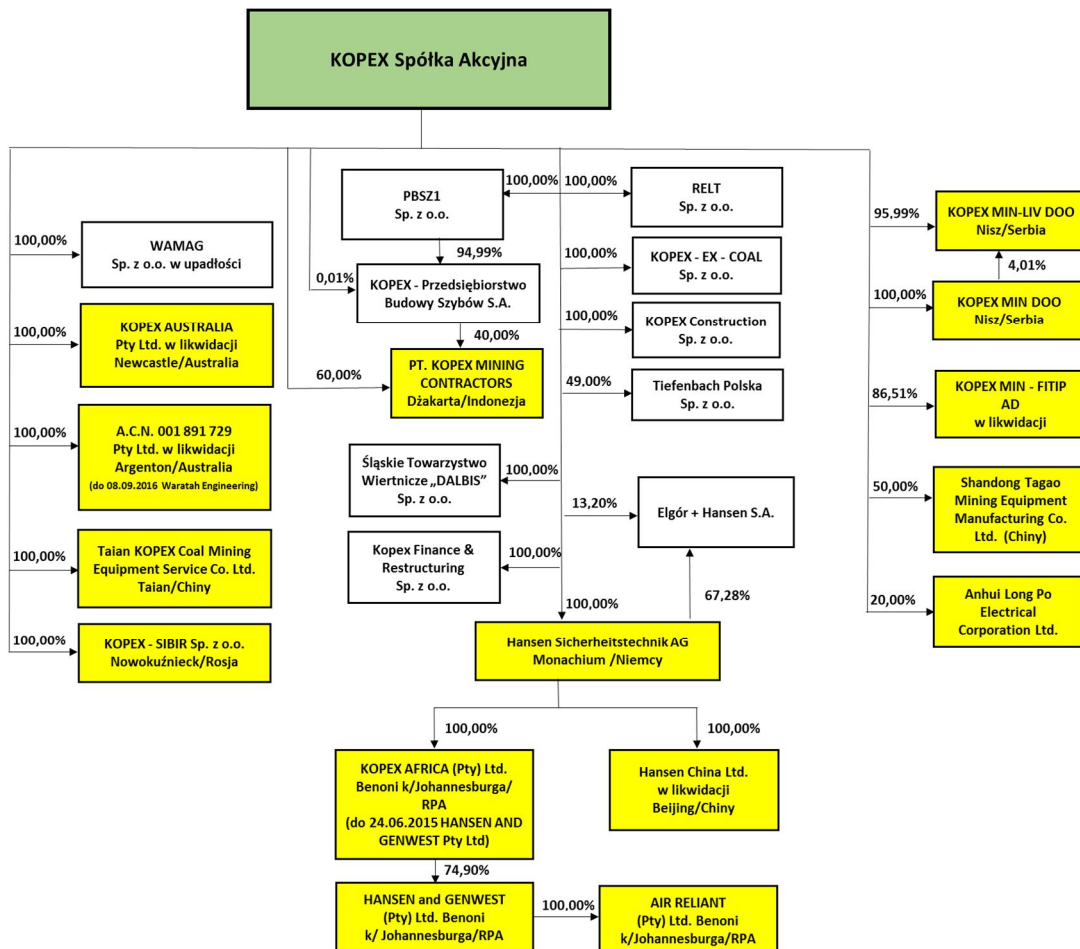 KOPEX Spółka Akcyjna
100,00%
WAMAG
Sp. z o.o. w upadłości
100,00%
KOPEX AUSTRALIA
Pty Ltd. w likwidacji
Newcastle/Australia
100,00%
A.C.N. 001 891 729
Pty Ltd. w likwidacji
Argenton/Australia
(do 08.09.2016 Waratah Engineering)
100,00%
Taian KOPEX Coal Mining
Equipment Service Co. Ltd.
Taian/Chiny
100,00%
KOPEX - SIBIR Sp. z o.o.
Nowokuźnieck/Rosja
PBSZ1
Sp. z o.o.
100,00%
94,99%
0,01%
KOPEX - Przedsiębiorstwo
Budowy Szybów S.A.
40,00%
60,00%
PT. KOPEX MINING
CONTRACTORS
Dżakarta/Indonezja
Śląskie Towarzystwo
Wiertnicze „DALBIS”
Sp. z o.o.
100,00%
Kopex Finance &
Restructuring
Sp. z o.o.
100,00%
100,00%
RELT
Sp. z o.o.
100,00%
KOPEX - EX - COAL
Sp. z o.o.
100,00%
KOPEX Construction
Sp. z o.o.
49,00%
Tiefenbach Polska
Sp. z o.o.
13,20%
Elgór + Hansen S.A.
67,28%
100,00%
Hansen Sicherheitstechnik AG
Monachium /Niemcy
95,99%
KOPEX MIN-LIV DOO
Nisz/Serbia
4,01%
100,00%
KOPEX MIN DOO
Nisz/Serbia
86,51%
KOPEX MIN - FITIP
AD
w likwidacji
50,00%
Shandong Tagao
Mining Equipment
Manufacturing Co.
Ltd. (Chiny)
20,00%
Anhui Long Po
Electrical
Corporation Ltd.
100,00%
KOPEX AFRICA (Pty) Ltd.
Benoni k/Johannesburga/
RPA
(do 24.06.2015 HANSEN AND
GENWEST Pty Ltd)
100,00%
Hansen China Ltd.
w likwidacji
Beijing/Chiny
74,90%
HANSEN and GENWEST
(Pty) Ltd. Benoni
k/ Johannesburga/RPA
100,00%
AIR RELIANT
(Pty) Ltd. Benoni
k/Johannesburga/RPA